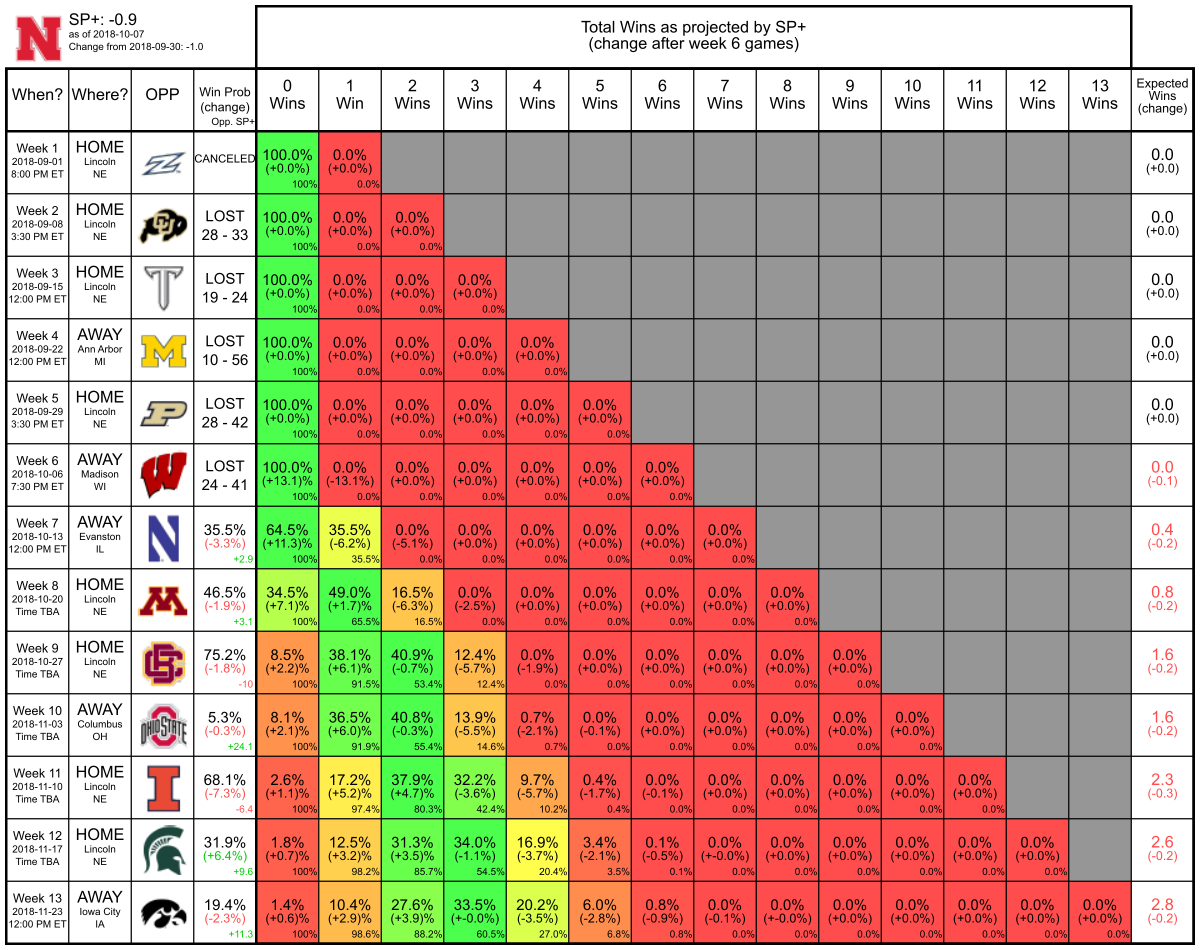 N
SP+: -0.9
as of 2018-10-07
Change from 2018-09-30: -1.0
Total Wins as projected by SP+
(change after week 6 games)
When? Where? OPP Win Prob (change) Opp. SP+ 0 Wins 1 Win 2 Wins 3 Wins 4 Wins 5 Wins 6 Wins 7 Wins 8 Wins 9 Wins 10 Wins 11 Wins 12 Wins 13 Wins Expected Wins (change)
Week 1 HOME Z CANCELED 100.0% 0.0% 0.0
2018-09-01 Lincoln (+0.0%) (+0.0%) (+0.0)
8:00 PM ET NE 100% 0.0%
Week 2 HOME CU LOST 100.0% 0.0% 0.0% 0.0
2018-09-08 Lincoln 28 - 33 (+0.0%) (+0.0%) (+0.0%) (+0.0)
3:30 PM ET NE 100% 0.0% 0.0%
Week 3 HOME T LOST 100.0% 0.0% 0.0% 0.0% 0.0
2018-09-15 Lincoln 19 - 24 (+0.0%) (+0.0%) (+0.0%) (+0.0%) (+0.0)
12:00 PM ET NE 100% 0.0% 0.0% 0.0%
Week 4 AWAY M LOST 100.0% 0.0% 0.0% 0.0% 0.0% 0.0
2018-09-22 Ann Arbor 10 - 56 (+0.0%) (+0.0%) (+0.0%) (+0.0%) (+0.0%) (+0.0)
12:00 PM ET MI 100% 0.0% 0.0% 0.0% 0.0%
Week 5 HOME P LOST 100.0% 0.0% 0.0% 0.0% 0.0% 0.0% 0.0
2018-09-29 Lincoln 28 - 42 (+0.0%) (+0.0%) (+0.0%) (+0.0%) (+0.0%) (+0.0%) (+0.0)
3:30 PM ET NE 100% 0.0% 0.0% 0.0% 0.0% 0.0%
Week 6 AWAY W LOST 100.0% 0.0% 0.0% 0.0% 0.0% 0.0% 0.0% 0.0
2018-10-06 Madison 24 - 41 (+13.1)% (-13.1%) (+0.0%) (+0.0%) (+0.0%) (+0.0%) (+0.0%) (-0.1)
7:30 PM ET WI 100% 0.0% 0.0% 0.0% 0.0% 0.0% 0.0%
Week 7 AWAY N 35.5% 64.5% 35.5% 0.0% 0.0% 0.0% 0.0% 0.0% 0.0% 0.4
2018-10-13 Evanston (-3.3%) (+11.3)% (-6.2%) (-5.1%) (+0.0%) (+0.0%) (+0.0%) (+0.0%) (+0.0%) (-0.2)
12:00 PM ET IL +2.9 100% 35.5% 0.0% 0.0% 0.0% 0.0% 0.0% 0.0%
Week 8 HOME M 46.5% 34.5% 49.0% 16.5% 0.0% 0.0% 0.0% 0.0% 0.0% 0.0% 0.8
2018-10-20 Lincoln (-1.9%) (+7.1)% (+1.7)% (-6.3%) (-2.5%) (+0.0%) (+0.0%) (+0.0%) (+0.0%) (+0.0%) (-0.2)
Time TBA NE +3.1 100% 65.5% 16.5% 0.0% 0.0% 0.0% 0.0% 0.0% 0.0%
Week 9 HOME BC 75.2% 8.5% 38.1% 40.9% 12.4% 0.0% 0.0% 0.0% 0.0% 0.0% 0.0% 1.6
2018-10-27 Lincoln (-1.8%) (+2.2)% (+6.1)% (-0.7%) (-5.7%) (-1.9%) (+0.0%) (+0.0%) (+0.0%) (+0.0%) (+0.0%) (-0.2)
Time TBA NE -10 100% 91.5% 53.4% 12.4% 0.0% 0.0% 0.0% 0.0% 0.0% 0.0%
Week 10 AWAY OHIO STATE 5.3% 8.1% 36.5% 40.8% 13.9% 0.7% 0.0% 0.0% 0.0% 0.0% 0.0% 0.0% 1.6
2018-11-03 Columbus (-0.3%) (+2.1)% (+6.0)% (-0.3%) (-5.5%) (-2.1%) (-0.1%) (+0.0%) (+0.0%) (+0.0%) (+0.0%) (+0.0%) (-0.2)
Time TBA OH +24.1 100% 91.9% 55.4% 14.6% 0.7% 0.0% 0.0% 0.0% 0.0% 0.0% 0.0%
Week 11 HOME I 68.1% 2.6% 17.2% 37.9% 32.2% 9.7% 0.4% 0.0% 0.0% 0.0% 0.0% 0.0% 0.0% 2.3
2018-11-10 Lincoln (-7.3%) (+1.1)% (+5.2)% (+4.7)% (-3.6%) (-5.7%) (-1.7%) (-0.1%) (+0.0%) (+0.0%) (+0.0%) (+0.0%) (+0.0%) (-0.3)
Time TBA NE -6.4 100% 97.4% 80.3% 42.4% 10.2% 0.4% 0.0% 0.0% 0.0% 0.0% 0.0% 0.0%
Week 12 HOME 31.9% 1.8% 12.5% 31.3% 34.0% 16.9% 3.4% 0.1% 0.0% 0.0% 0.0% 0.0% 0.0% 0.0% 2.6
2018-11-17 Lincoln (+6.4%) (+0.7)% (+3.2)% (+3.5)% (-1.1%) (-3.7%) (-2.1%) (-0.5%) (+-0.0%) (+0.0%) (+0.0%) (+0.0%) (+0.0%) (+0.0%) (-0.2)
Time TBA NE +9.6 100% 98.2% 85.7% 54.5% 20.4% 3.5% 0.1% 0.0% 0.0% 0.0% 0.0% 0.0% 0.0%
Week 13 AWAY 19.4% 1.4% 10.4% 27.6% 33.5% 20.2% 6.0% 0.8% 0.0% 0.0% 0.0% 0.0% 0.0% 0.0% 0.0% 2.8
2018-11-23 Iowa City (-2.3%) (+0.6)% (+2.9)% (+3.9)% (+-0.0%) (-3.5%) (-2.8%) (-0.9%) (-0.1%) (+-0.0%) (+0.0%) (+0.0%) (+0.0%) (+0.0%) (+0.0%) (-0.2)
12:00 PM ET IA +11.3 100% 98.6% 88.2% 60.5% 27.0% 6.8% 0.8% 0.0% 0.0% 0.0% 0.0% 0.0% 0.0% 0.0%